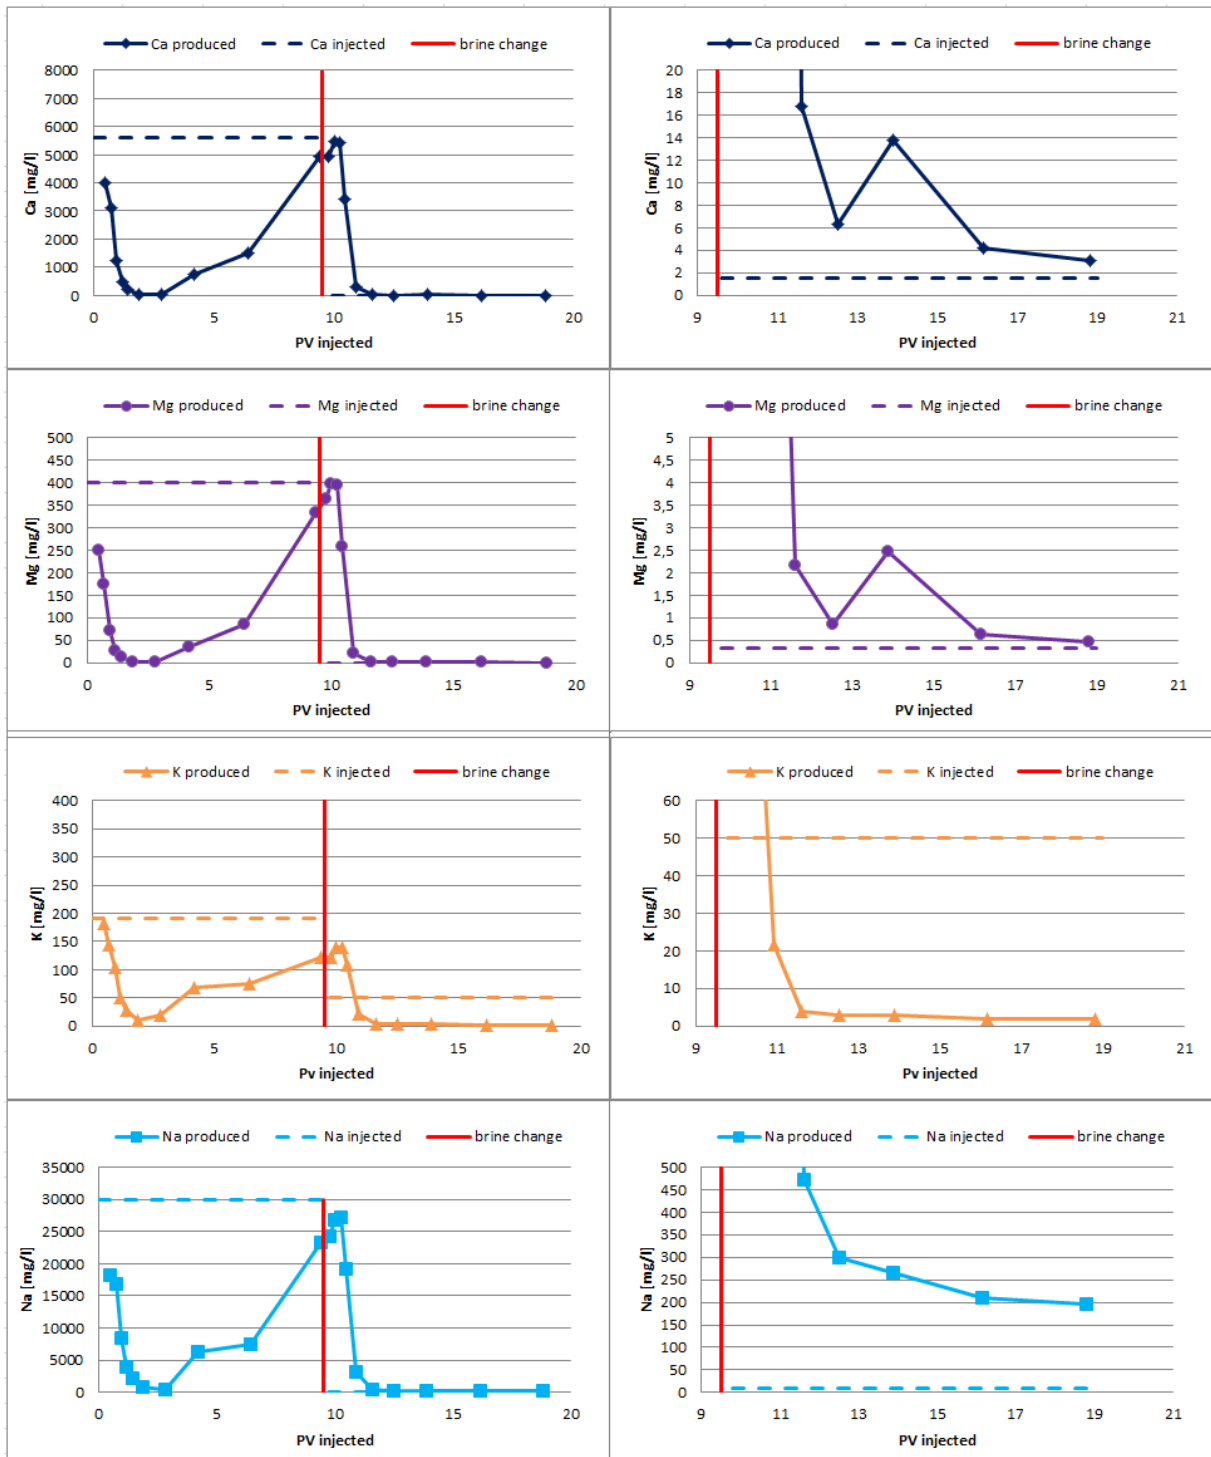 Ca produced Ca injected brine change
Ca [mg/l]
8000
7000
6000
5000
4000
3000
2000
1000
0
0 5 10 15 20
PV injected
Ca produced Ca injected brine change
Ca [mg/l]
20
18
16
14
12
10
8
6
4
2
0
9 11 13 15 17 19 21
PV injected
Mg produced Mg injected brine change
Mg [mg/l]
500
450
400
350
300
250
200
150
100
50
0
0 5 10 15 20
PV injected
Mg produced Mg injected brine change
Mg [mg/l]
5
4,5
4
3,5
3
2,5
2
1,5
1
0,5
0
9 11 13 15 17 19 21
PV injected
K produced K injected brine change
K [mg/l]
400
350
300
250
200
150
100
50
0
0 5 10 15 20
Pv injected
K produced K injected brine change
K [mg/l]
60
50
40
30
20
10
0
9 11 13 15 17 19 21
Pv injected
Na produced Na injected brine change
Na [mg/l]
35000
30000
25000
20000
15000
10000
5000
0
0 5 10 15 20
PV injected
Na produced Na injected brine change
Na [mg/l]
500
450
400
350
300
250
200
150
100
50
0
9 11 13 15 17 19 21
PV injected